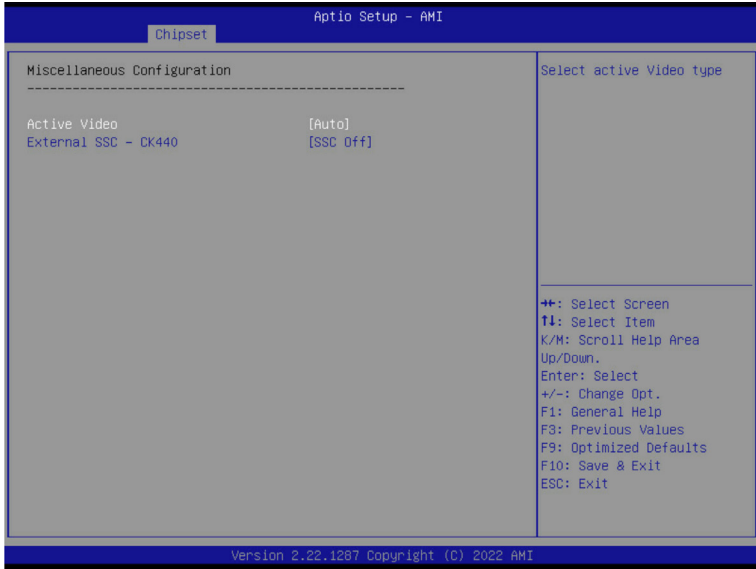 Aptio Setup – AMI
Chipset
Miscellaneous Configuration
--------------------------------------------------
Active Video [Auto]
External SSC – CK440 [SSC Off]
Select active Video type
→←: Select Screen
↑↓: Select Item
K/M: Scroll Help Area
Up/Down.
Enter: Select
+/-: Change Opt.
F1: General Help
F3: Previous Values
F9: Optimized Defaults
F10: Save & Exit
ESC: Exit
Version 2.22.1287 Copyright (C) 2022 AMI